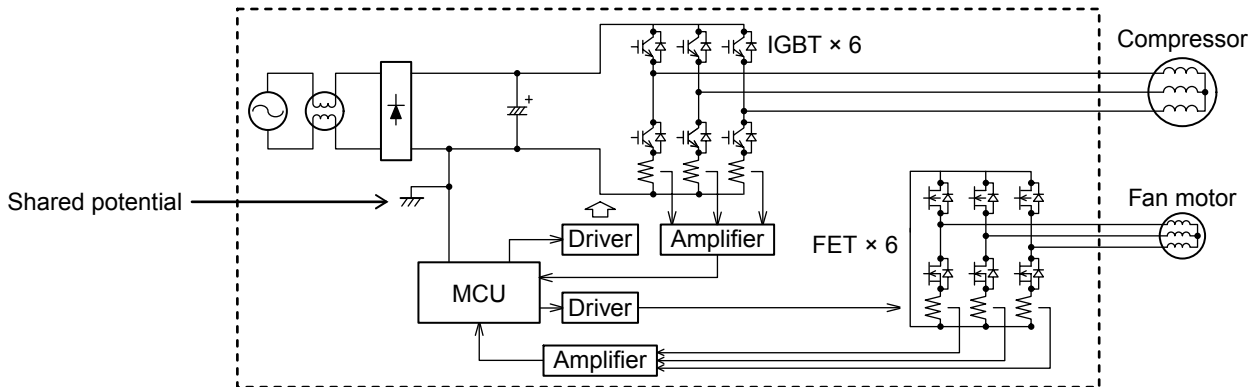 IGBT × 6
Compressor
Shared potential
Fan motor
Driver
Amplifier
FET × 6
MCU
Driver
Amplifier